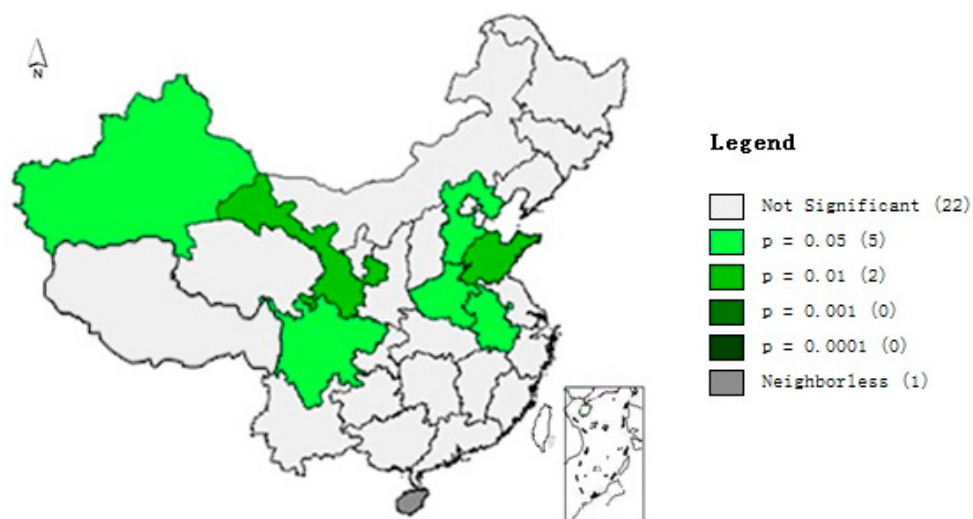 N
Legend
Not Significant (22)
p = 0.05 (5)
p = 0.01 (2)
p = 0.001 (0)
p = 0.0001 (0)
Neighborless (1)